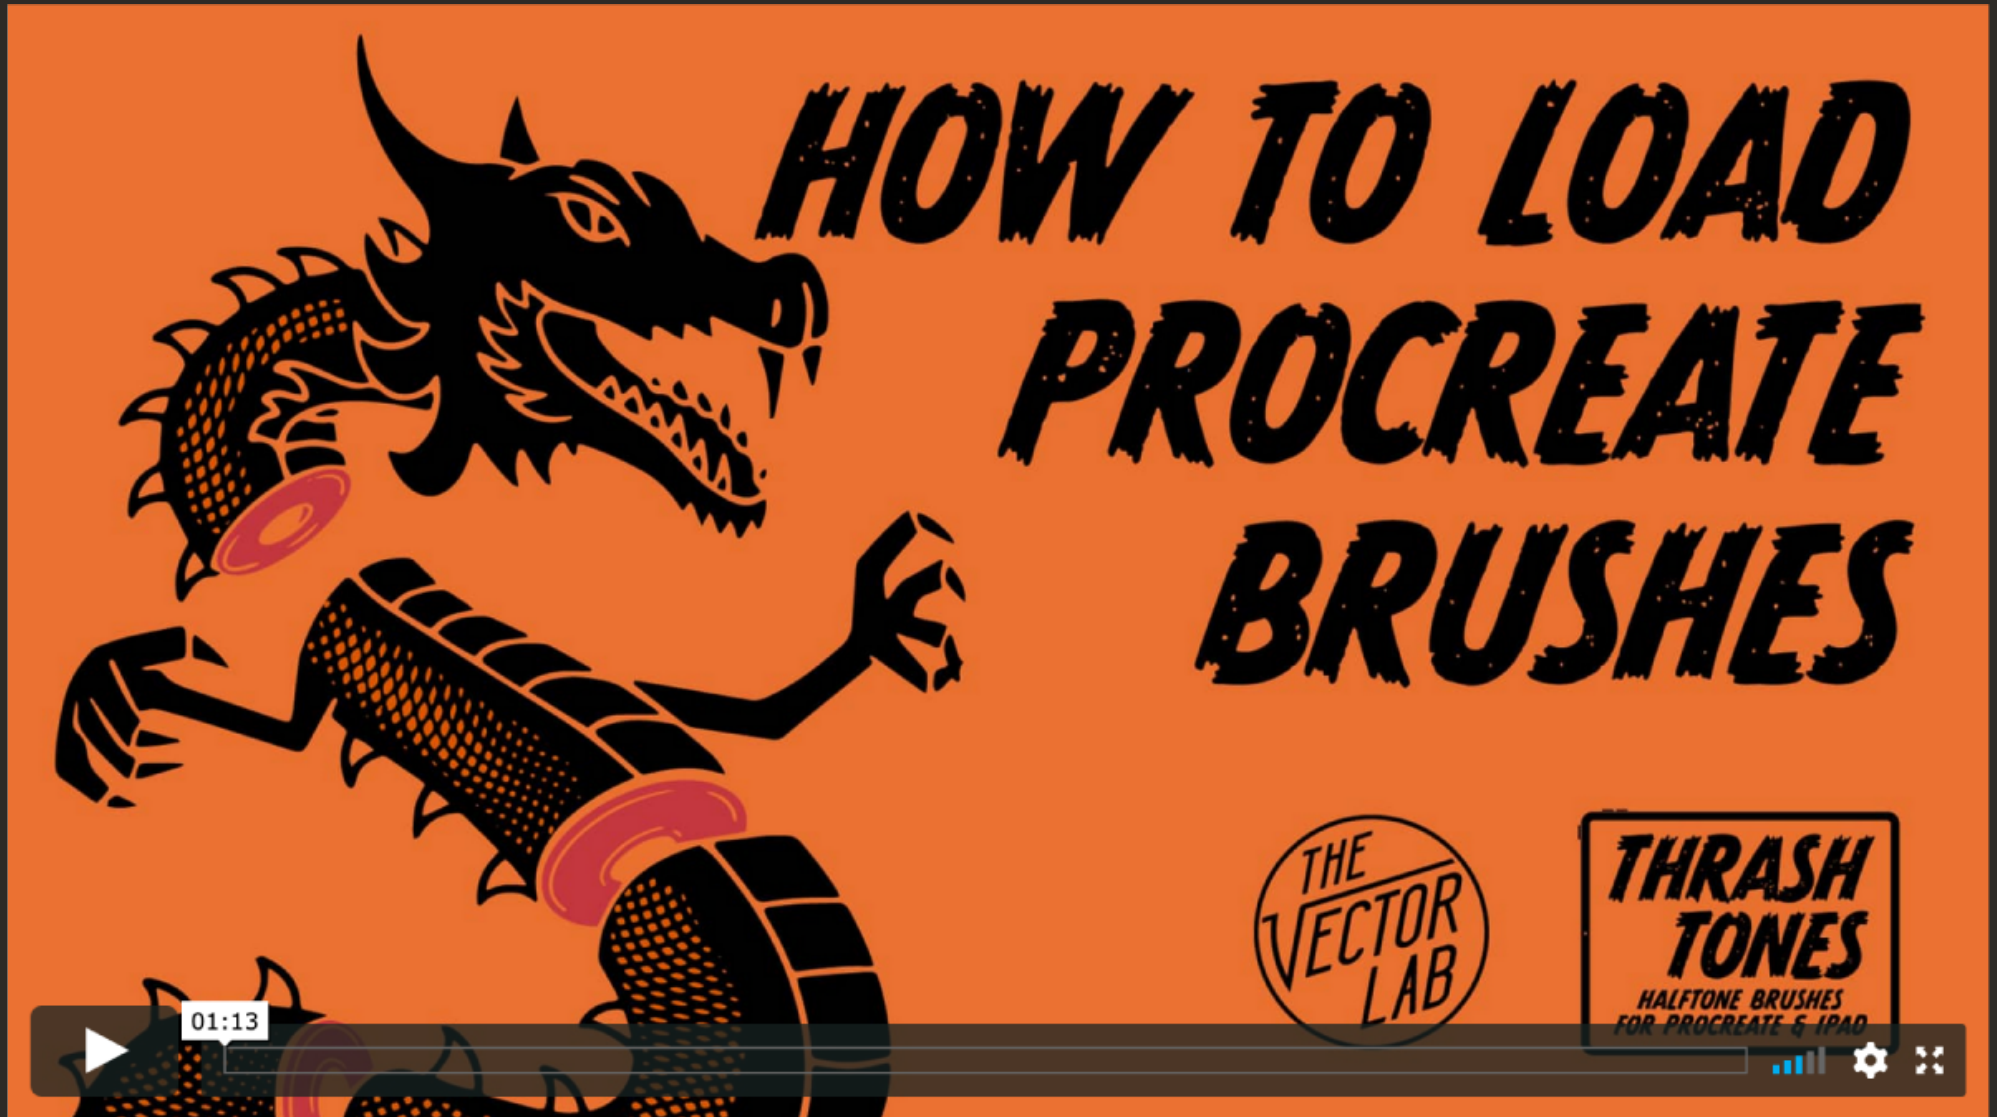 HOW TO LOAD
PROCREATE
BRUSHES
THE
VECTOR
LAB
THRASH
TONES
HALFTONE BRUSHES
FOR PROCREATE & IPAD
01:13